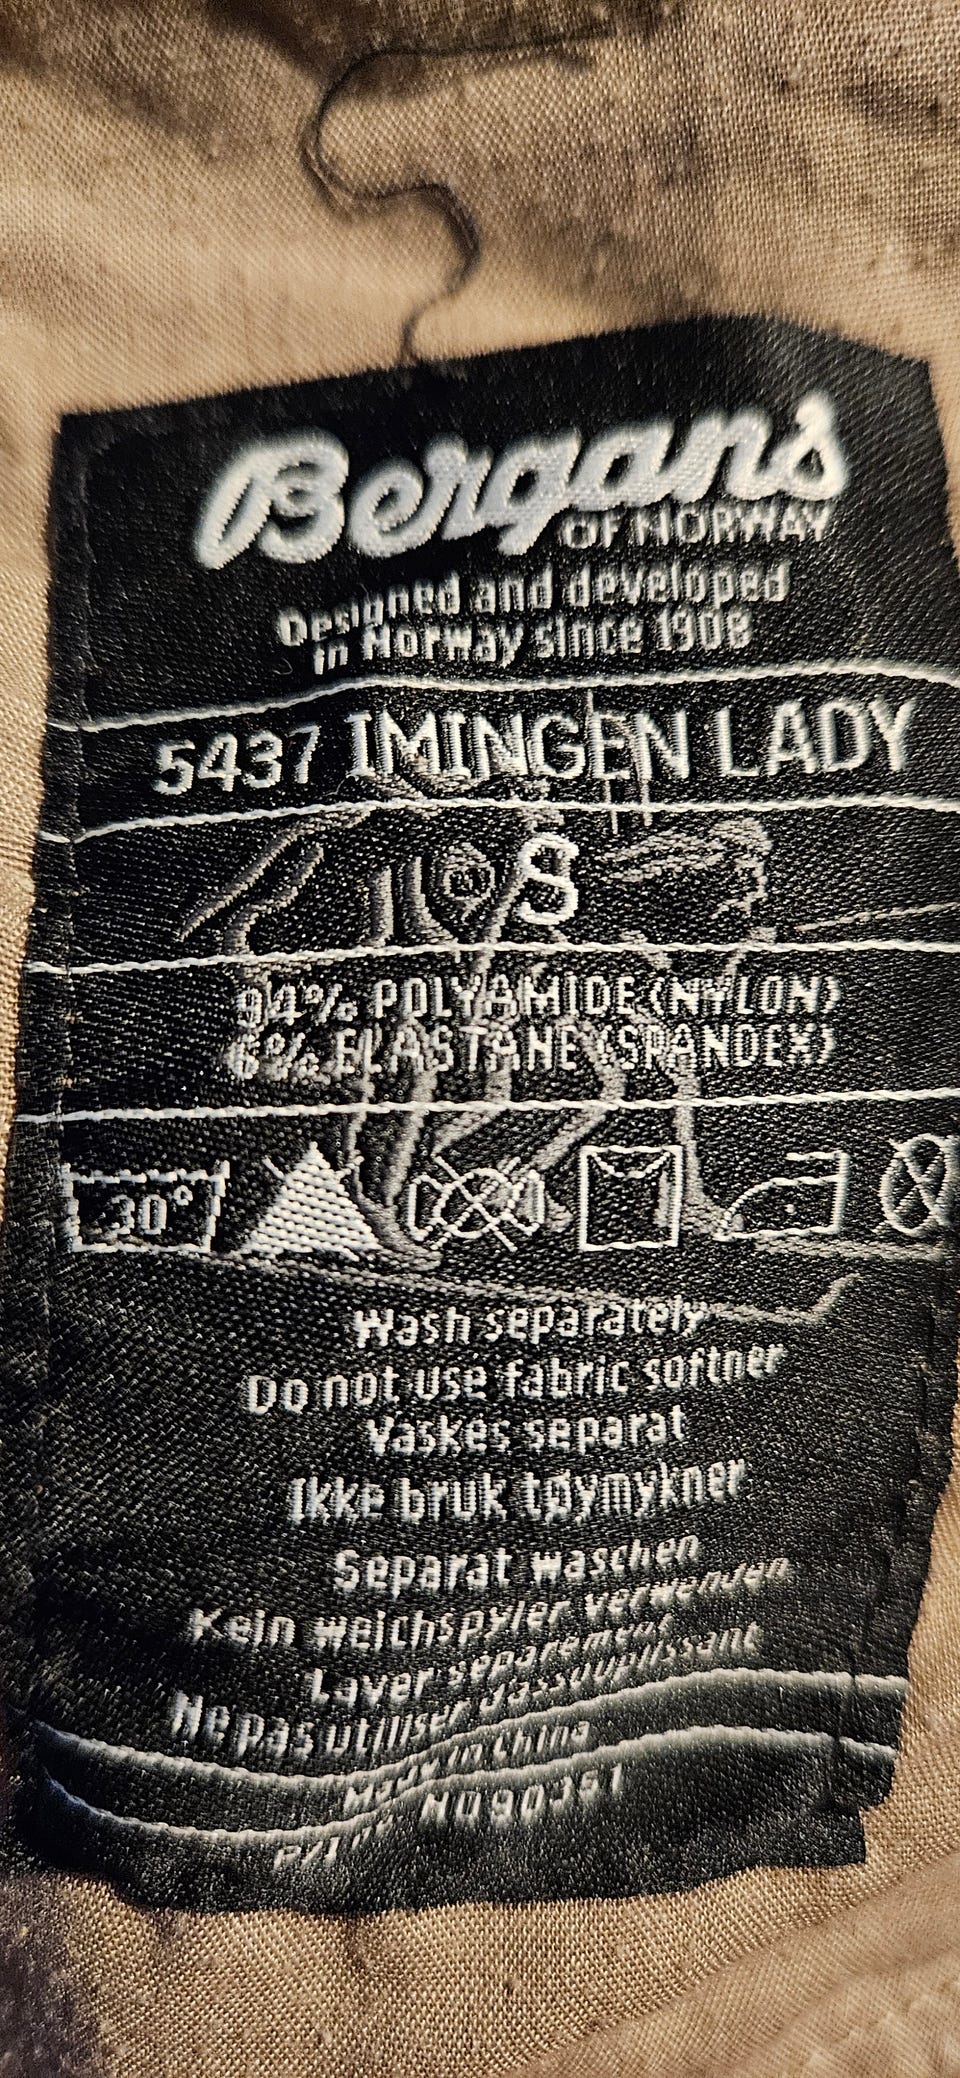 Bergans
OF NORWAY
Designed and developed
in Norway since 1908
5437 IMINGEN LADY
S
94% POLYAMIDE (NYLON)
6% ELASTANE (SPANDEX)
30°
Wash separately
Do not use fabric softner
Vaskes separat
Ikke bruk tøymykner
Separat waschen
Kein weichspyler verwenden
Laver separement
Ne pas utiliser d'assouplissant
Made in China
P/I no